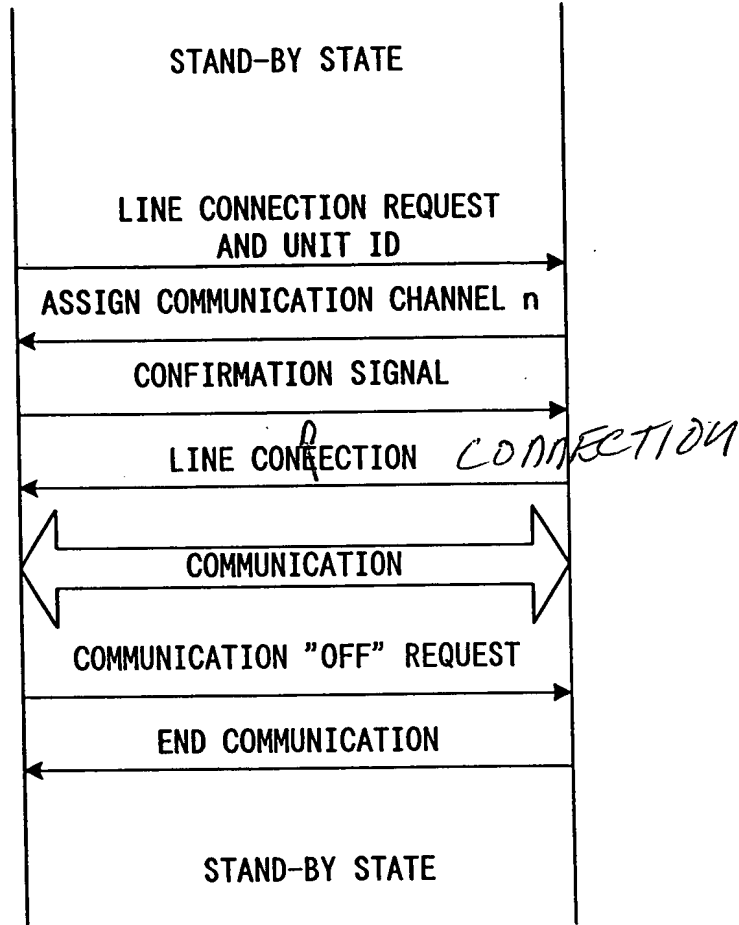 STAND-BY STATE
LINE CONNECTION REQUEST
AND UNIT ID
ASSIGN COMMUNICATION CHANNEL n
CONFIRMATION SIGNAL
n
LINE CONEECTION CONNECTION
COMMUNICATION
COMMUNICATION "OFF" REQUEST
END COMMUNICATION
STAND-BY STATE